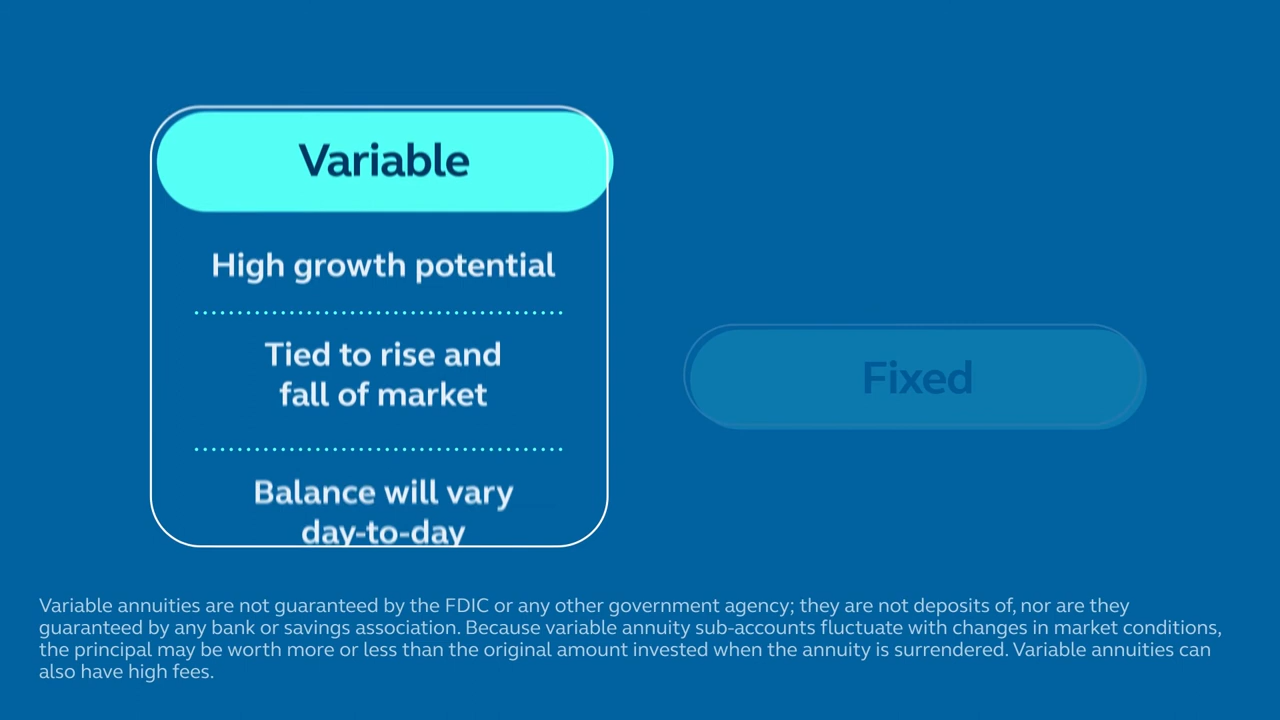 Variable
High growth potential
Tied to rise and
fall of market
Balance will vary
day-to-day
Fixed
Variable annuities are not guaranteed by the FDIC or any other government agency; they are not deposits of, nor are they
guaranteed by any bank or savings association. Because variable annuity sub-accounts fluctuate with changes in market conditions,
the principal may be worth more or less than the original amount invested when the annuity is surrendered. Variable annuities can
also have high fees.